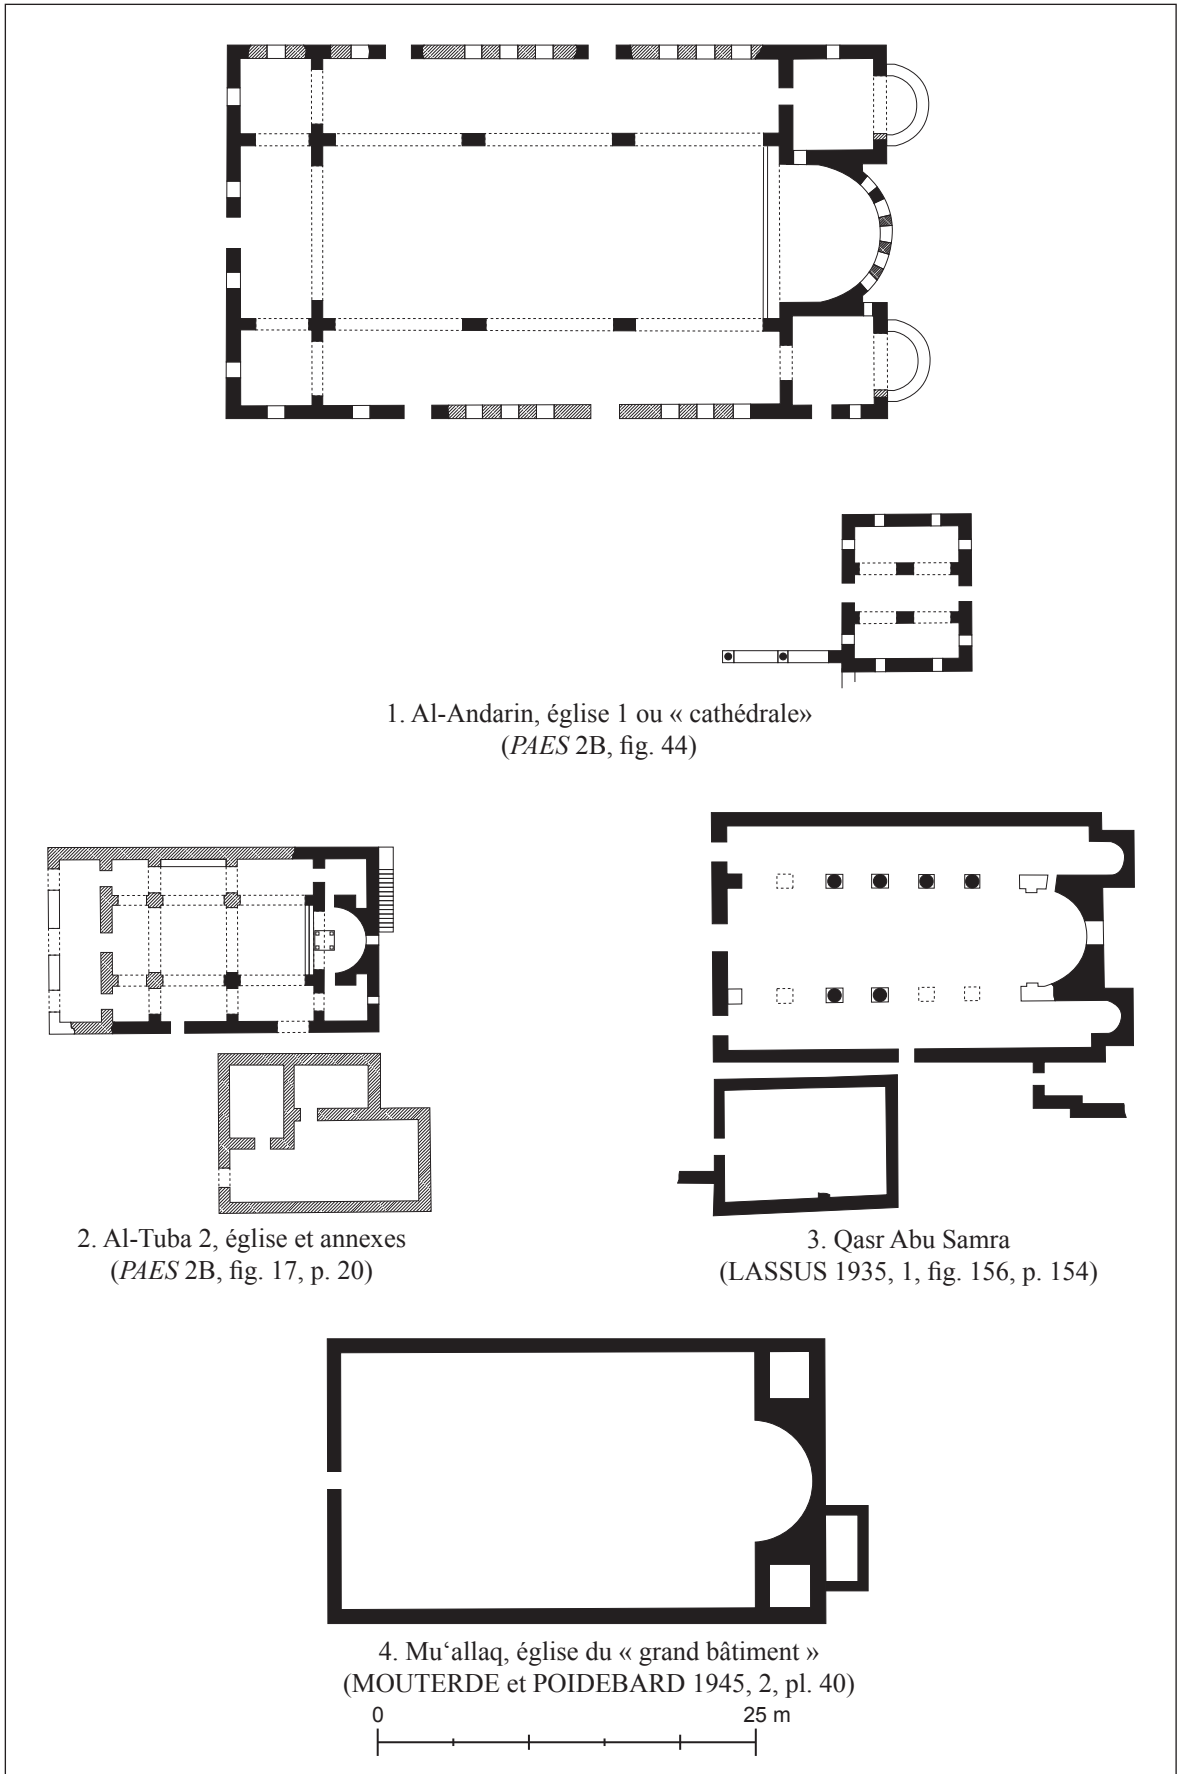 1. Al-Andarin, église 1 ou « cathédrale»
(PAES 2B, fig. 44)
2. Al-Tuba 2, église et annexes
(PAES 2B, fig. 17, p. 20)
3. Qasr Abu Samra
(LASSUS 1935, 1, fig. 156, p. 154)
4. Mu‘allaq, église du « grand bâtiment »
(MOUTERDE et POIDEBARD 1945, 2, pl. 40)
0 25 m